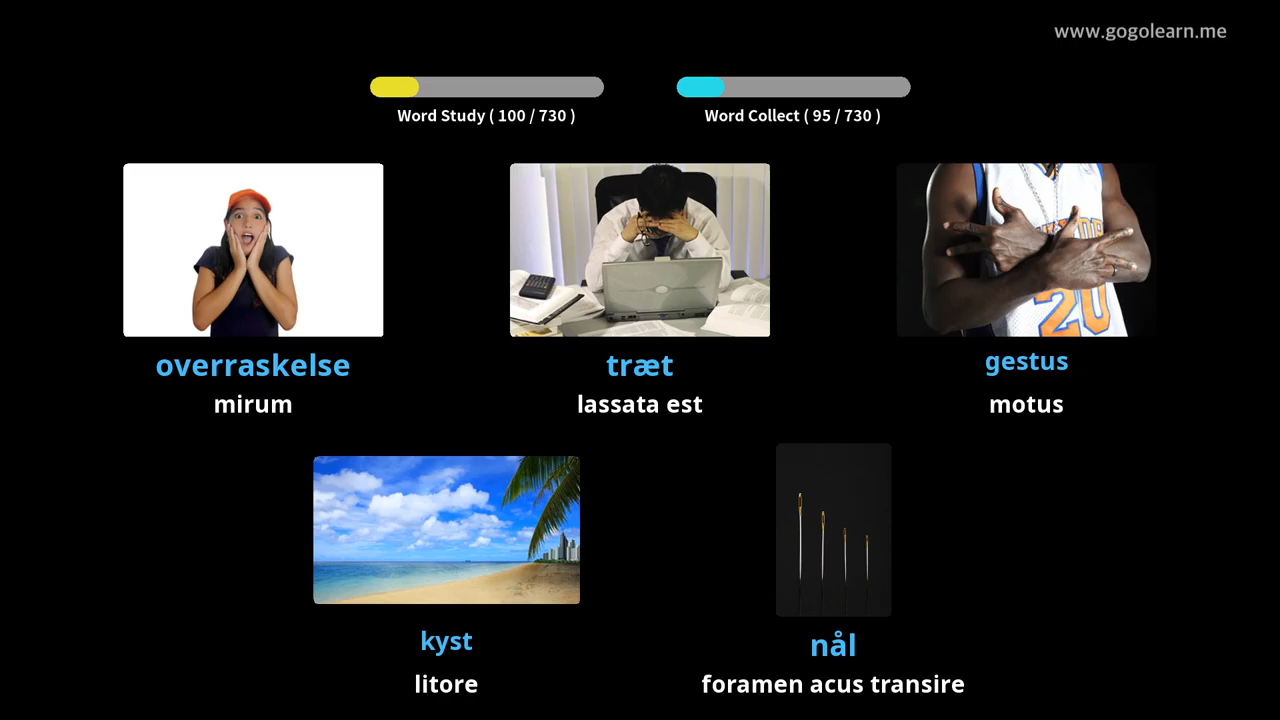 www.gogolearn.me
Word Study ( 100 / 730 )
Word Collect ( 95 / 730 )
20
overraskelse
træt
gestus
mirum
lassata est
motus
kyst
nål
litore
foramen acus transire